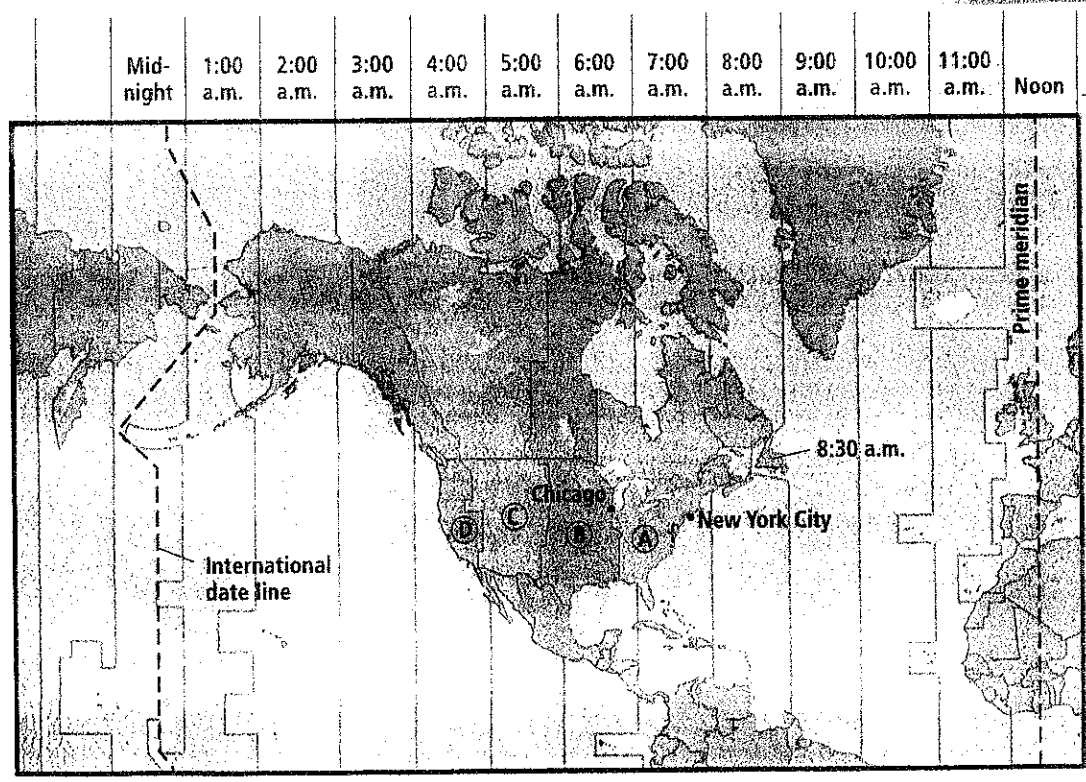 Mid- 1:00 2:00 3:00 4:00 5:00 6:00 7:00 8:00 9:00 10:00 11:00
night a.m. a.m. a.m. a.m. a.m. a.m. a.m. a.m. a.m. a.m. a.m. Noon
Prime meridian
8:30 a.m.
Chicago
New York City
D C B A
International
date line